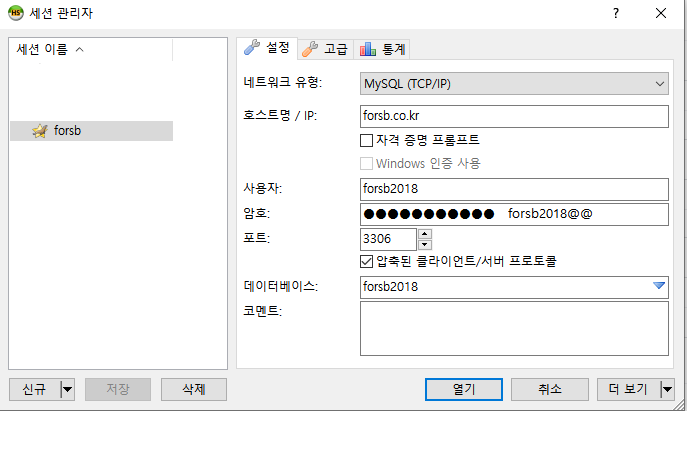 세션 관리자
세션 이름
forsb
설정 고급 통계
네트워크 유형: MySQL (TCP/IP)
호스트명 / IP: forsb.co.kr
자격 증명 프롬프트
Windows 인증 사용
사용자: forsb2018
암호: ●●●●●●●●●●● forsb2018@@
포트: 3306
압축된 클라이언트/서버 프로토콜
데이터베이스: forsb2018
코멘트:
신규 저장 삭제 열기 취소 더 보기